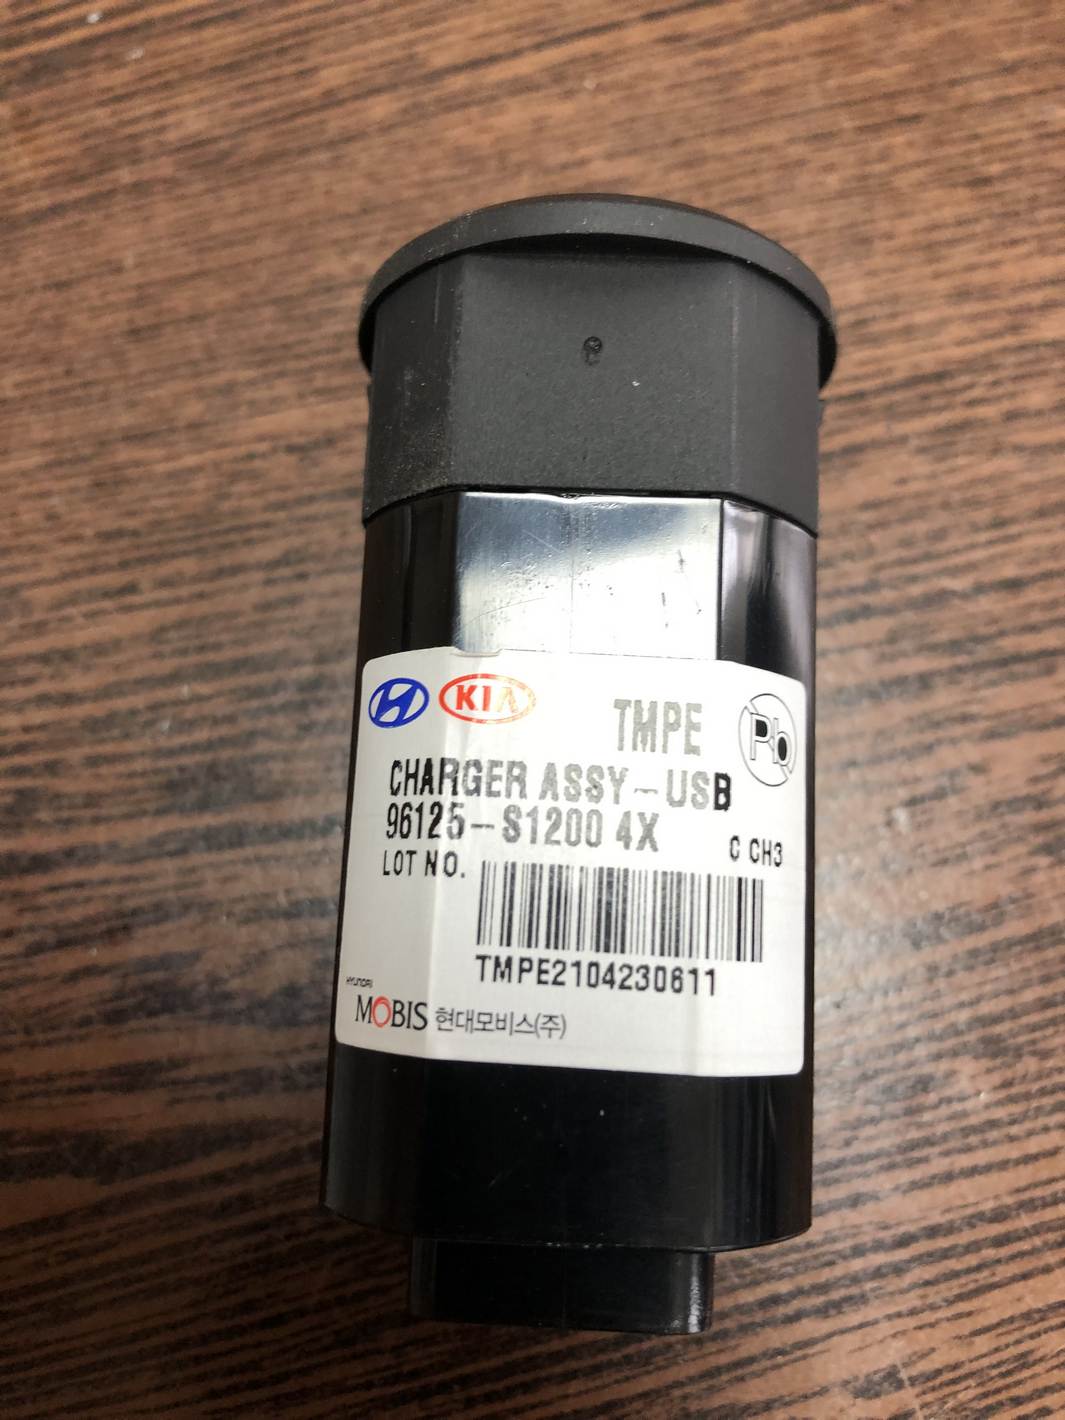 KIA
TMPE
Pb
CHARGER ASSY-USB
96125-S1200 4X
C CH3
LOT NO.
TMPE2104230611
HYUNDAI
MOBIS 현대모비스(주)